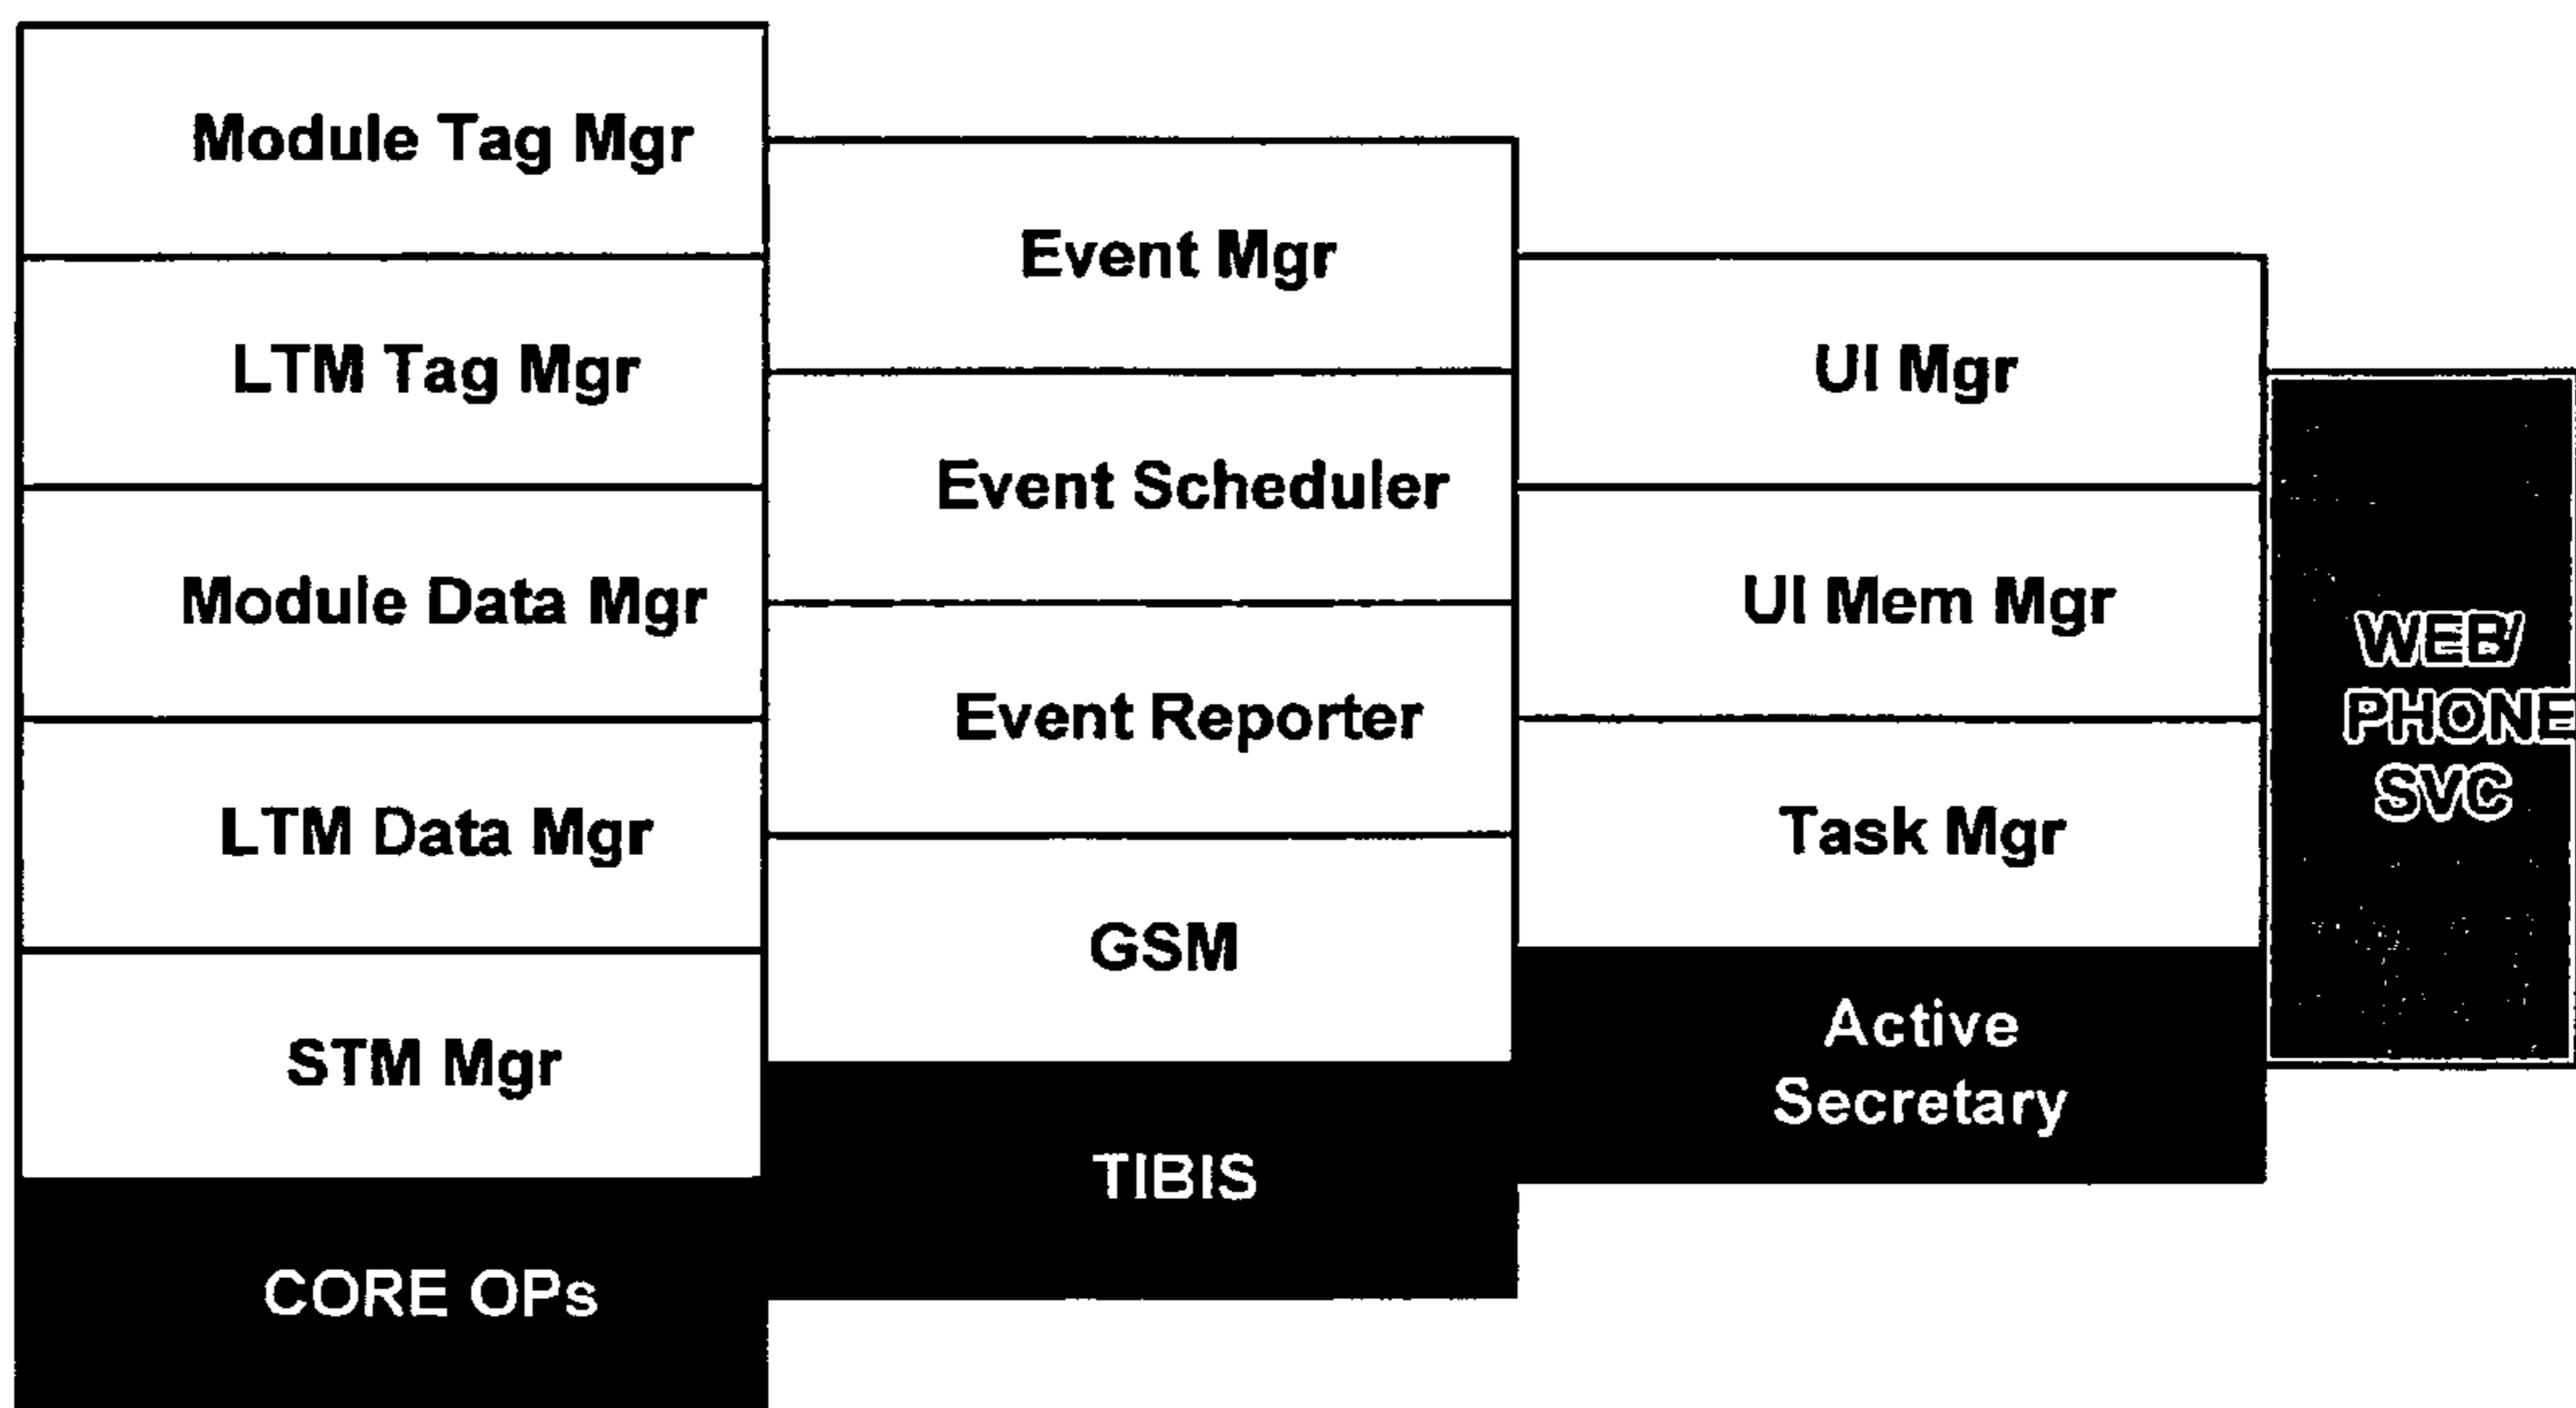 Module Tag Mgr
LTM Tag Mgr
Module Data Mgr
LTM Data Mgr
STM Mgr
CORE OPs
Event Mgr
Event Scheduler
Event Reporter
GSM
TIBIS
UI Mgr
UI Mem Mgr
Task Mgr
Active
Secretary
WEB/
PHONE
SVC